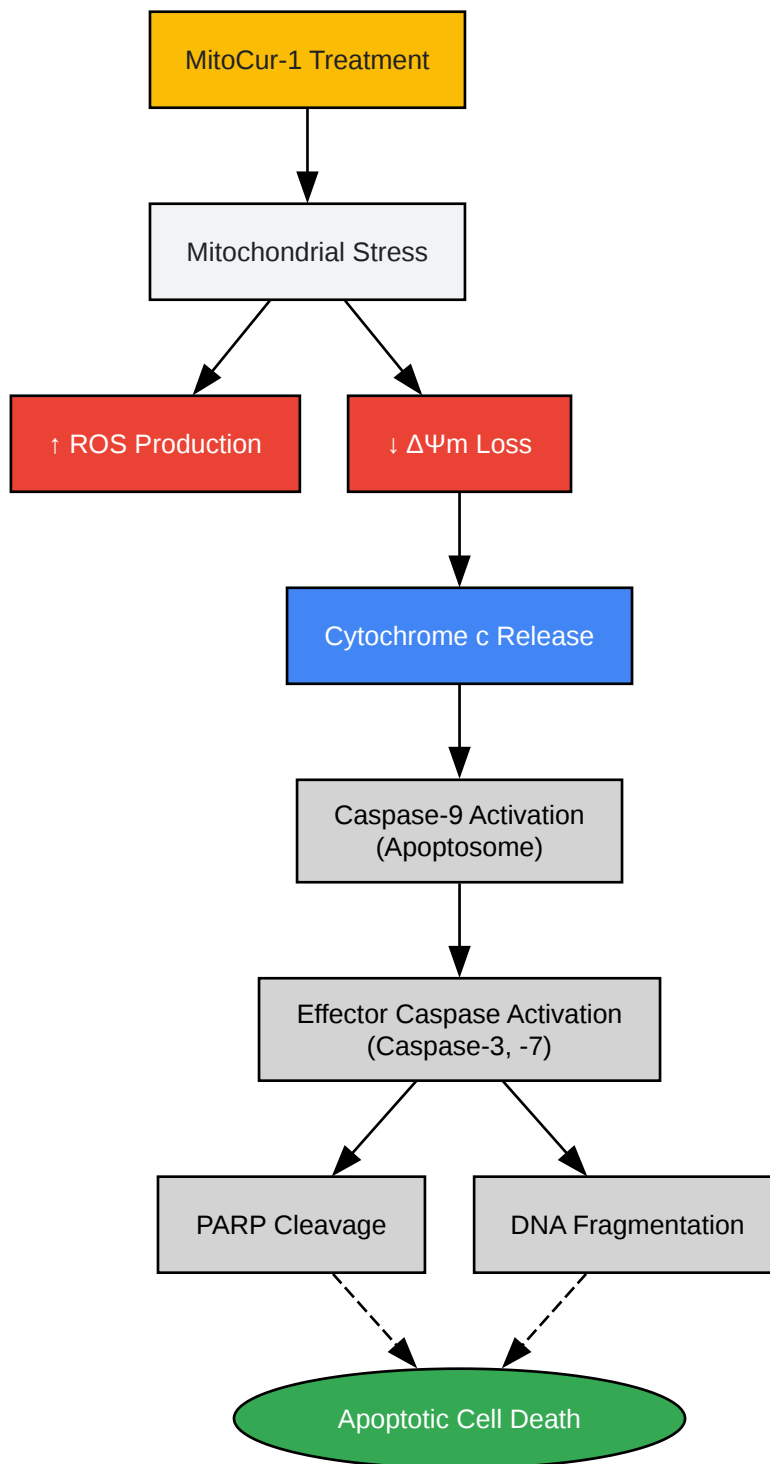 MitoCur-1 Treatment
Mitochondrial Stress
↑ ROS Production
↓ ΔΨm Loss
Cytochrome c Release
Caspase-9 Activation
(Apoptosome)
Effector Caspase Activation
(Caspase-3, -7)
PARP Cleavage
DNA Fragmentation
Apoptotic Cell Death